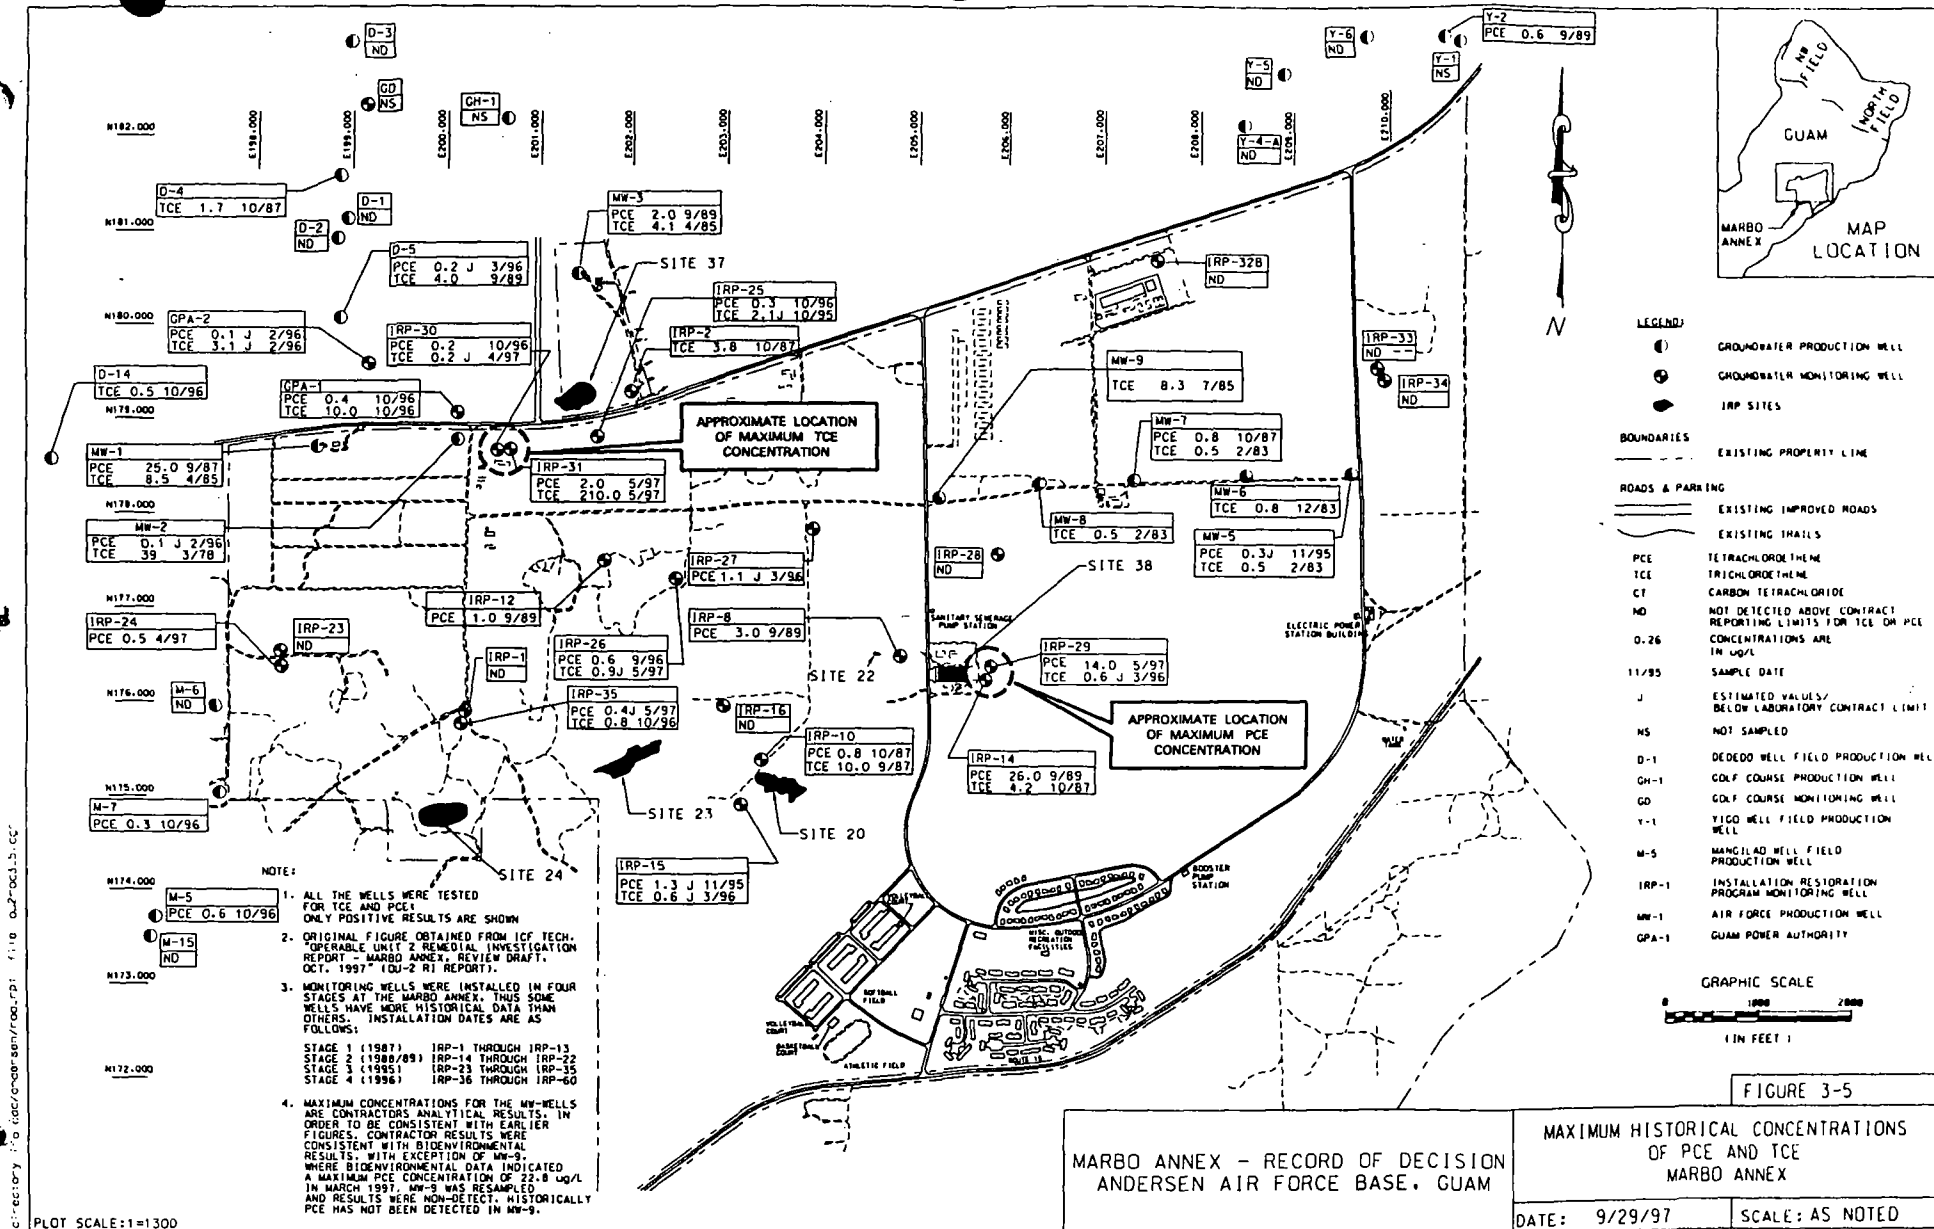 D-3
ND
GD
NS
GH-1
NS
Y-6
ND
Y-2
PCE 0.6 9/89
Y-5
ND
Y-1
NS
Y-4-A
ND
N182.000
E198.000
E199.000
E200.000
E201.000
E202.000
E203.000
E204.000
E205.000
E206.000
E207.000
E208.000
E209.000
E210.000
NW FIELD
NORTH FIELD
GUAM
MARBO ANNEX
MAP LOCATION
D-4
TCE 1.7 10/87
D-1
ND
D-2
ND
N181.000
MW-3
PCE 2.0 9/89
TCE 4.1 4/85
D-5
PCE 0.2 J 3/96
TCE 4.0 9/89
SITE 37
IRP-25
PCE 0.3 10/96
TCE 2.1J 10/95
IRP-32B
ND
N180.000
GPA-2
PCE 0.1 J 2/96
TCE 3.1 J 2/96
IRP-30
PCE 0.2 10/96
TCE 0.2 J 4/97
IRP-2
TCE 3.8 10/87
N
IRP-33
ND
IRP-34
ND
MW-9
TCE 8.3 7/85
D-14
TCE 0.5 10/96
GPA-1
PCE 0.4 10/96
TCE 10.0 10/96
N179.000
APPROXIMATE LOCATION
OF MAXIMUM TCE
CONCENTRATION
MW-7
PCE 0.8 10/87
TCE 0.5 2/83
MW-1
PCE 25.0 9/87
TCE 8.5 4/85
IRP-31
PCE 2.0 5/97
TCE 210.0 5/97
MW-6
TCE 0.8 12/83
N178.000
MW-2
PCE 0.1 J 2/96
TCE 39 3/78
MW-8
TCE 0.5 2/83
MW-5
PCE 0.3J 11/95
TCE 0.5 2/83
IRP-28
ND
IRP-27
PCE 1.1 J 3/96
SITE 38
N177.000
IRP-12
PCE 1.0 9/89
IRP-8
PCE 3.0 9/89
SANITARY SEWERAGE
PUMP STATION
ELECTRIC POWER
STATION BUILDING
IRP-24
PCE 0.5 4/97
IRP-23
ND
IRP-26
PCE 0.6 9/96
TCE 0.9J 5/97
IRP-1
ND
IRP-29
PCE 14.0 5/97
TCE 0.6 J 3/96
SITE 22
N176.000
M-6
ND
IRP-35
PCE 0.4J 5/97
TCE 0.8 10/96
IRP-16
ND
APPROXIMATE LOCATION
OF MAXIMUM PCE
CONCENTRATION
WATER TANK
IRP-10
PCE 0.8 10/87
TCE 10.0 9/87
IRP-14
PCE 26.0 9/89
TCE 4.2 10/87
N175.000
M-7
PCE 0.3 10/96
SITE 23
SITE 20
SITE 24
IRP-15
PCE 1.3 J 11/95
TCE 0.6 J 3/96
N174.000
M-5
PCE 0.6 10/96
M-15
ND
N173.000
N172.000
VOLLEYBALL
BOOSTER
PUMP
STATION
MISC. OUTDOOR
RECREATION
FACILITIES
SOFTBALL
FIELD
VOLLEYBALL
COURT
BASKETBALL
COURT
ATHLETIC FIELD
ROUTE 15
NOTE:
1. ALL THE WELLS WERE TESTED
FOR TCE AND PCE;
ONLY POSITIVE RESULTS ARE SHOWN
2. ORIGINAL FIGURE OBTAINED FROM ICF TECH.
"OPERABLE UNIT 2 REMEDIAL INVESTIGATION
REPORT - MARBO ANNEX, REVIEW DRAFT,
OCT. 1997" (OU-2 RI REPORT).
3. MONITORING WELLS WERE INSTALLED IN FOUR
STAGES AT THE MARBO ANNEX, THUS SOME
WELLS HAVE MORE HISTORICAL DATA THAN
OTHERS. INSTALLATION DATES ARE AS
FOLLOWS:
STAGE 1 (1987) IRP-1 THROUGH IRP-13
STAGE 2 (1988/89) IRP-14 THROUGH IRP-22
STAGE 3 (1995) IRP-23 THROUGH IRP-35
STAGE 4 (1996) IRP-36 THROUGH IRP-60
4. MAXIMUM CONCENTRATIONS FOR THE MW-WELLS
ARE CONTRACTORS ANALYTICAL RESULTS. IN
ORDER TO BE CONSISTENT WITH EARLIER
FIGURES. CONTRACTOR RESULTS WERE
CONSISTENT WITH BIOENVIRONMENTAL
RESULTS, WITH EXCEPTION OF MW-9,
WHERE BIOENVIRONMENTAL DATA INDICATED
A MAXIMUM PCE CONCENTRATION OF 22.8 ug/L
IN MARCH 1997. MW-9 WAS RESAMPLED
AND RESULTS WERE NON-DETECT. HISTORICALLY
PCE HAS NOT BEEN DETECTED IN MW-9.
PLOT SCALE:1=1300
LEGEND:
GROUNDWATER PRODUCTION WELL
GROUNDWATER MONITORING WELL
IRP SITES
BOUNDARIES
EXISTING PROPERTY LINE
ROADS & PARKING
EXISTING IMPROVED ROADS
EXISTING TRAILS
PCE TETRACHLOROETHENE
TCE TRICHLOROETHENE
CT CARBON TETRACHLORIDE
ND NOT DETECTED ABOVE CONTRACT
REPORTING LIMITS FOR TCE OR PCE
0.26 CONCENTRATIONS ARE
IN ug/L
11/95 SAMPLE DATE
J ESTIMATED VALUES/
BELOW LABORATORY CONTRACT LIMIT
NS NOT SAMPLED
D-1 DEDEDO WELL FIELD PRODUCTION WELL
GH-1 GOLF COURSE PRODUCTION WELL
GD GOLF COURSE MONITORING WELL
Y-1 YIGO WELL FIELD PRODUCTION
WELL
M-5 MANGILAO WELL FIELD
PRODUCTION WELL
IRP-1 INSTALLATION RESTORATION
PROGRAM MONITORING WELL
MW-1 AIR FORCE PRODUCTION WELL
GPA-1 GUAM POWER AUTHORITY
GRAPHIC SCALE
0 1000 2000
( IN FEET )
FIGURE 3-5
MARBO ANNEX - RECORD OF DECISION
ANDERSEN AIR FORCE BASE, GUAM
MAXIMUM HISTORICAL CONCENTRATIONS
OF PCE AND TCE
MARBO ANNEX
DATE: 9/29/97
SCALE: AS NOTED